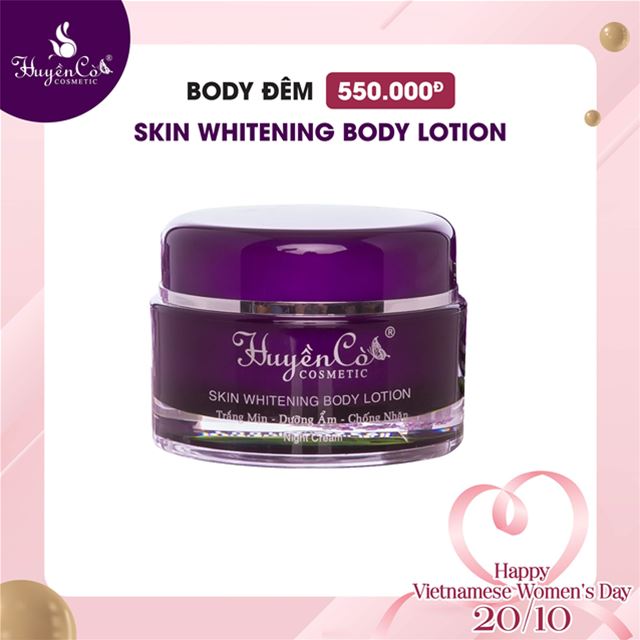 HuyềnCò
COSMETIC
BODY ĐÊM 550.000Đ
SKIN WHITENING BODY LOTION
HuyềnCò®
COSMETIC
SKIN WHITENING BODY LOTION
Trắng Mịn - Dưỡng Ẩm - Chống Nhăn
Night Cream
Happy
Vietnamese Women's Day
20/10